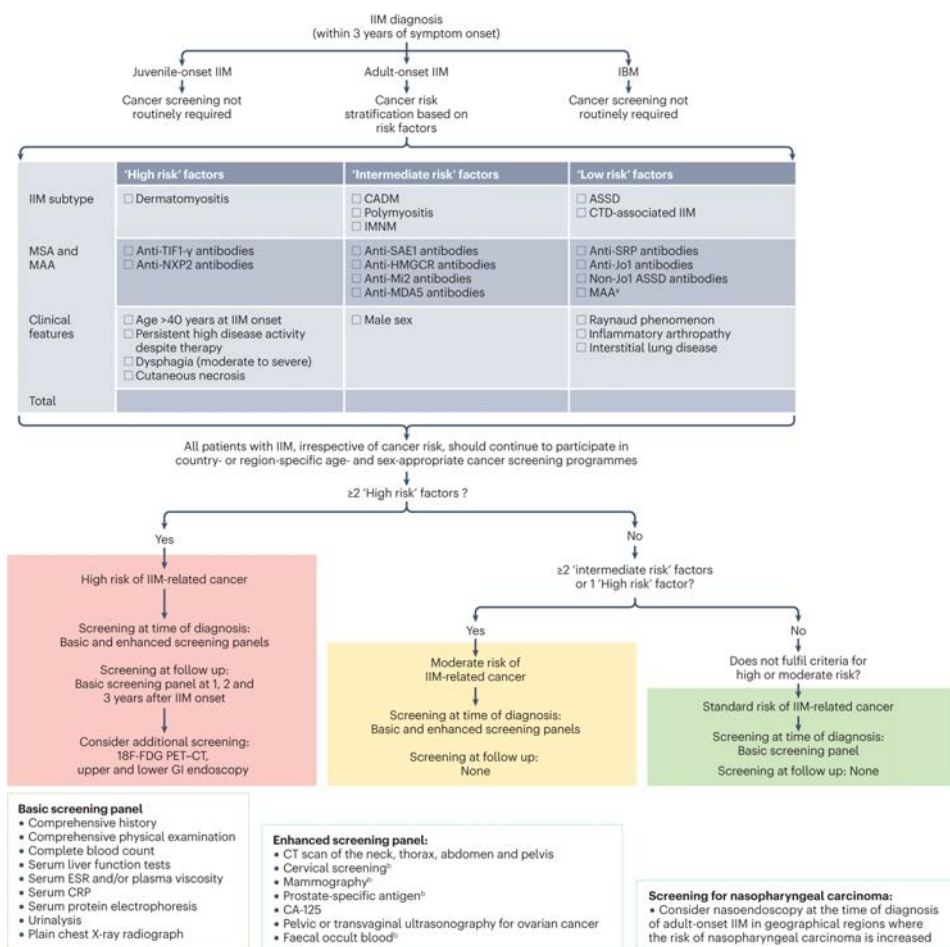 IIM diagnosis
(within 3 years of symptom onset)
Juvenile-onset IIM
Adult-onset IIM
IBM
Cancer screening not
routinely required
Cancer risk
stratification based on
risk factors
Cancer screening not
routinely required
'High risk' factors
'Intermediate risk' factors
'Low risk' factors
IIM subtype
☐ Dermatomyositis
☐ CADM
☐ Polymyositis
☐ IMNM
☐ ASSD
☐ CTD-associated IIM
MSA and
MAA
☐ Anti-TIF1-γ antibodies
☐ Anti-NXP2 antibodies
☐ Anti-SAE1 antibodies
☐ Anti-HMGCR antibodies
☐ Anti-Mi2 antibodies
☐ Anti-MDA5 antibodies
☐ Anti-SRP antibodies
☐ Anti-Jo1 antibodies
☐ Non-Jo1 ASSD antibodies
☐ MAAᵃ
Clinical
features
☐ Age >40 years at IIM onset
☐ Persistent high disease activity
despite therapy
☐ Dysphagia (moderate to severe)
☐ Cutaneous necrosis
☐ Male sex
☐ Raynaud phenomenon
☐ Inflammatory arthropathy
☐ Interstitial lung disease
Total
All patients with IIM, irrespective of cancer risk, should continue to participate in
country- or region-specific age- and sex-appropriate cancer screening programmes
≥2 'High risk' factors ?
Yes
No
High risk of IIM-related cancer
Screening at time of diagnosis:
Basic and enhanced screening panels
Screening at follow up:
Basic screening panel at 1, 2 and
3 years after IIM onset
Consider additional screening:
18F-FDG PET–CT,
upper and lower GI endoscopy
≥2 'intermediate risk' factors
or 1 'High risk' factor?
Yes
No
Moderate risk of
IIM-related cancer
Screening at time of diagnosis:
Basic and enhanced screening panels
Screening at follow up:
None
Does not fulfil criteria for
high or moderate risk?
Standard risk of IIM-related cancer
Screening at time of diagnosis:
Basic screening panel
Screening at follow up: None
Basic screening panel
• Comprehensive history
• Comprehensive physical examination
• Complete blood count
• Serum liver function tests
• Serum ESR and/or plasma viscosity
• Serum CRP
• Serum protein electrophoresis
• Urinalysis
• Plain chest X-ray radiograph
Enhanced screening panel:
• CT scan of the neck, thorax, abdomen and pelvis
• Cervical screeningᵇ
• Mammographyᵇ
• Prostate-specific antigenᵇ
• CA-125
• Pelvic or transvaginal ultrasonography for ovarian cancer
• Faecal occult bloodᵇ
Screening for nasopharyngeal carcinoma:
• Consider nasoendoscopy at the time of diagnosis
of adult-onset IIM in geographical regions where
the risk of nasopharyngeal carcinoma is increased